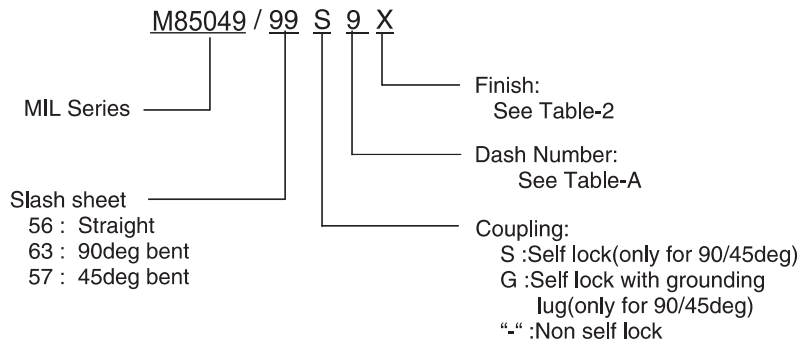 M85049 / 99 S 9 X
MIL Series
Slash sheet
56 : Straight
63 : 90deg bent
57 : 45deg bent
Finish:
See Table-2
Dash Number:
See Table-A
Coupling:
S :Self lock(only for 90/45deg)
G :Self lock with grounding
lug(only for 90/45deg)
“-“ :Non self lock